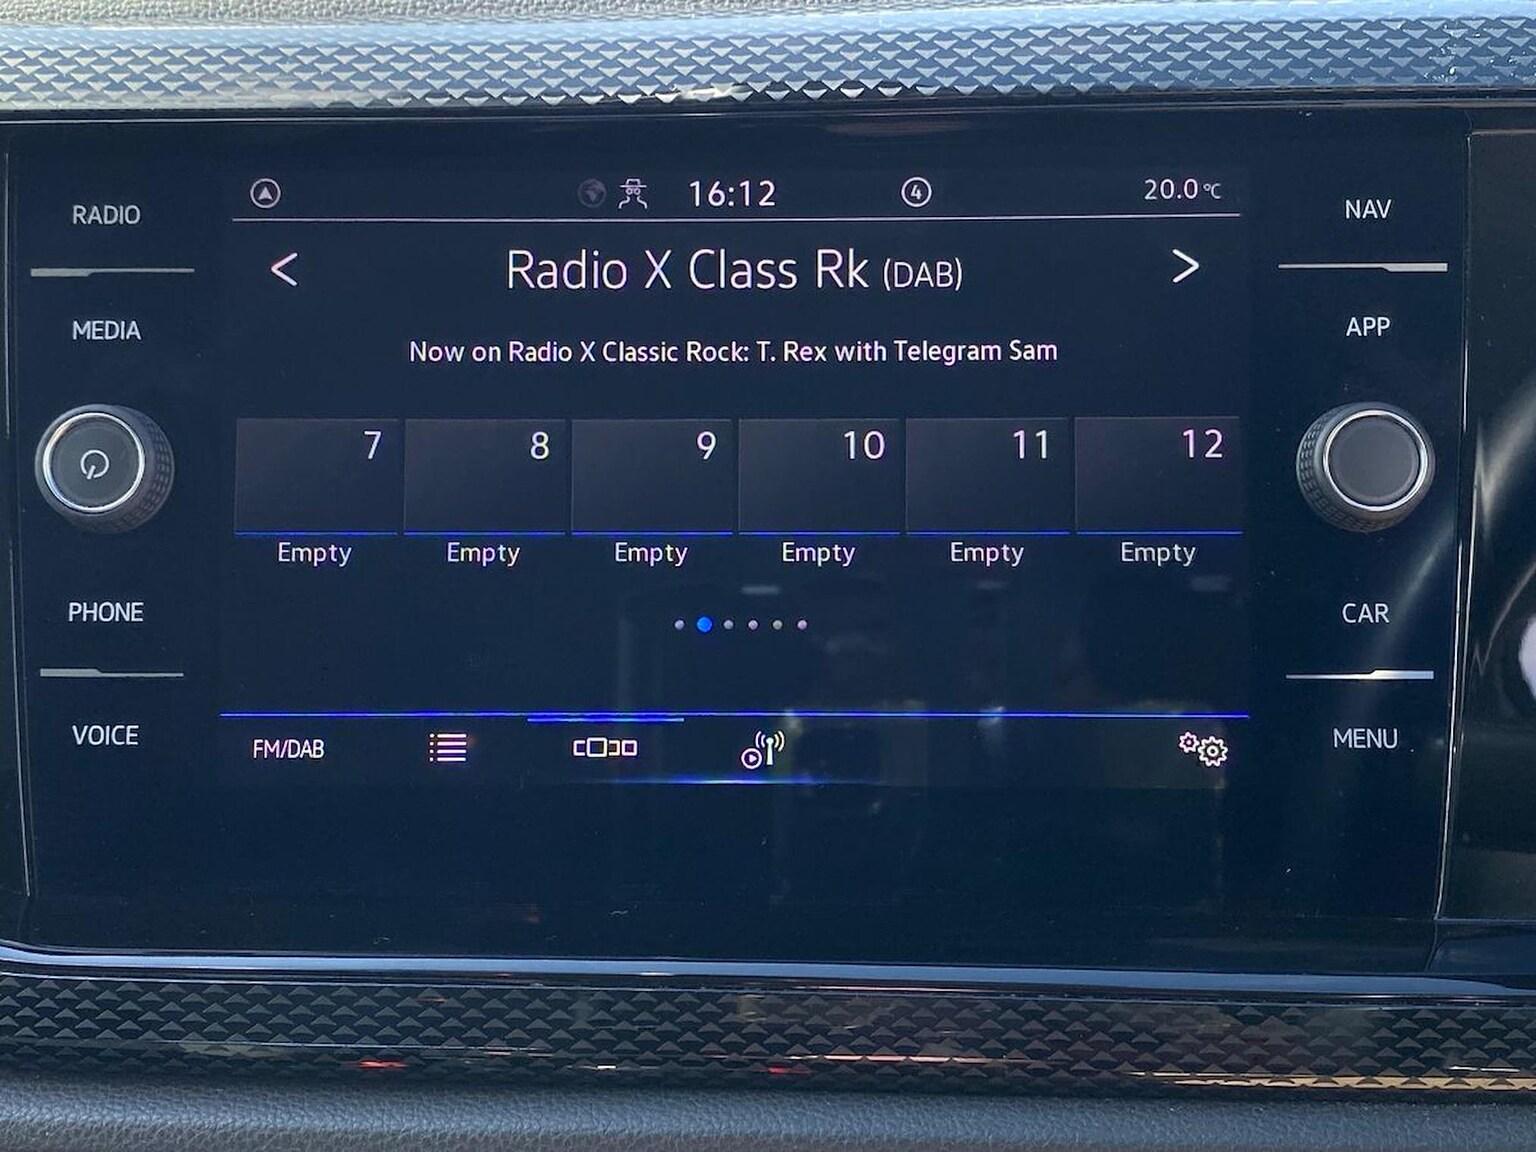 16:12 4 20.0°C
RADIO
NAV
< Radio X Class Rk (DAB) >
MEDIA
APP
Now on Radio X Classic Rock: T. Rex with Telegram Sam
7 8 9 10 11 12
Empty Empty Empty Empty Empty Empty
PHONE
CAR
VOICE
MENU
FM/DAB